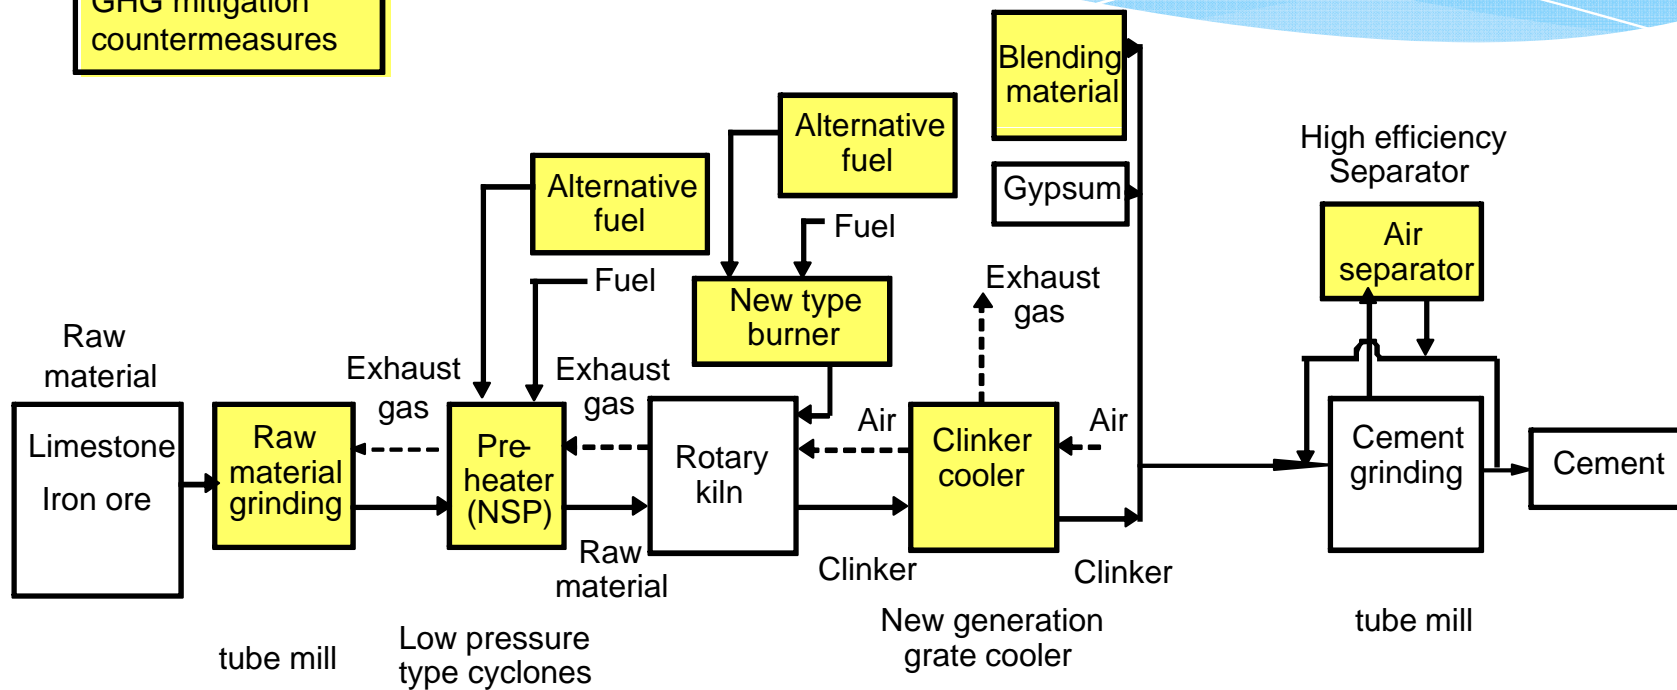 GHG mitigation
countermeasures
Blending
material
Alternative
fuel
High efficiency
Separator
Alternative
fuel
Gypsum
Fuel
Air
separator
Fuel
Exhaust
gas
New type
burner
Raw
material
Exhaust
gas
Exhaust
gas
Air
Air
Limestone
Iron ore
Raw
material
grinding
Pre-
heater
(NSP)
Rotary
kiln
Clinker
cooler
Cement
grinding
Cement
Raw
material
Clinker
Clinker
tube mill
Low pressure
type cyclones
New generation
grate cooler
tube mill